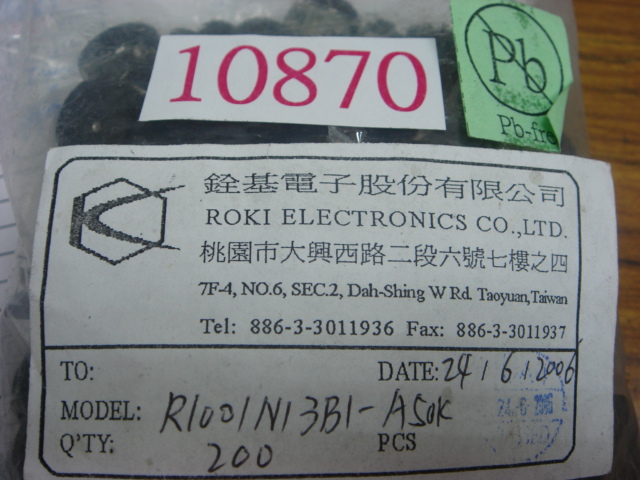 10870
Pb
Pb-fre
銓基電子股份有限公司
ROKI ELECTRONICS CO.,LTD.
桃園市大興西路二段六號七樓之四
7F-4, NO.6, SEC.2, Dah-Shing W Rd. Taoyuan,Taiwan
Tel: 886-3-3011936 Fax: 886-3-3011937
TO: DATE: 24/6/2006
MODEL: R1001N13B1-A50K
Q'TY: 200 PCS